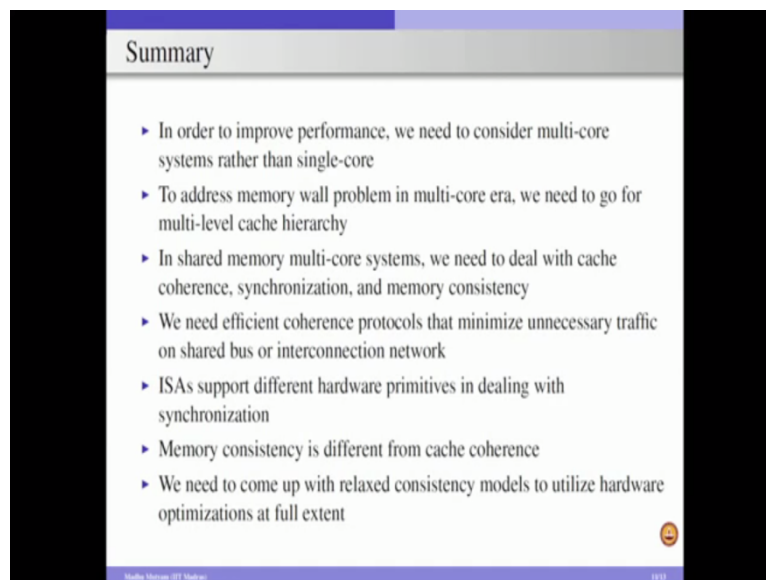 Summary
► In order to improve performance, we need to consider multi-core
systems rather than single-core
► To address memory wall problem in multi-core era, we need to go for
multi-level cache hierarchy
► In shared memory multi-core systems, we need to deal with cache
coherence, synchronization, and memory consistency
► We need efficient coherence protocols that minimize unnecessary traffic
on shared bus or interconnection network
► ISAs support different hardware primitives in dealing with
synchronization
► Memory consistency is different from cache coherence
► We need to come up with relaxed consistency models to utilize hardware
optimizations at full extent
(IIT Madras)